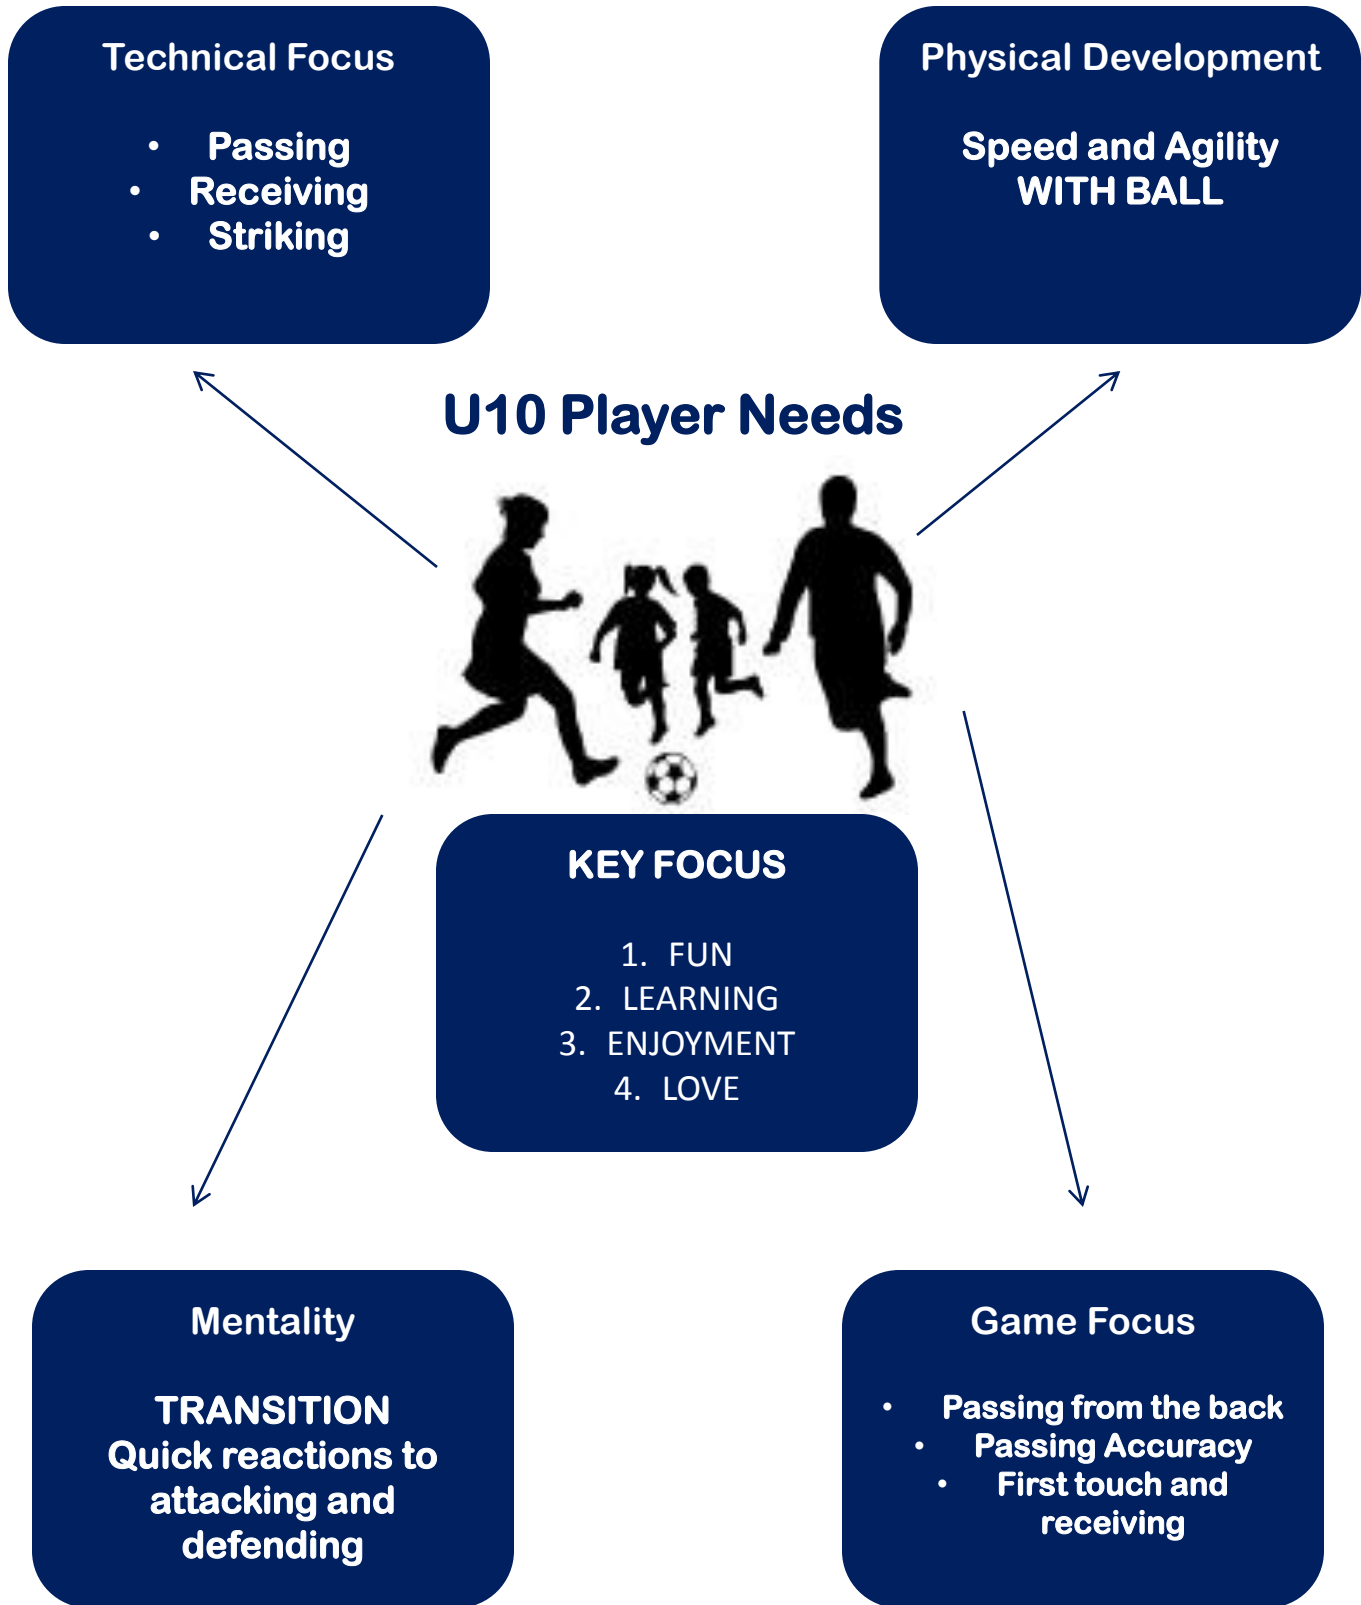 Technical Focus
• Passing
• Receiving
• Striking
Physical Development
Speed and Agility
WITH BALL
U10 Player Needs
KEY FOCUS
1. FUN
2. LEARNING
3. ENJOYMENT
4. LOVE
Mentality
TRANSITION
Quick reactions to
attacking and
defending
Game Focus
• Passing from the back
• Passing Accuracy
• First touch and
receiving